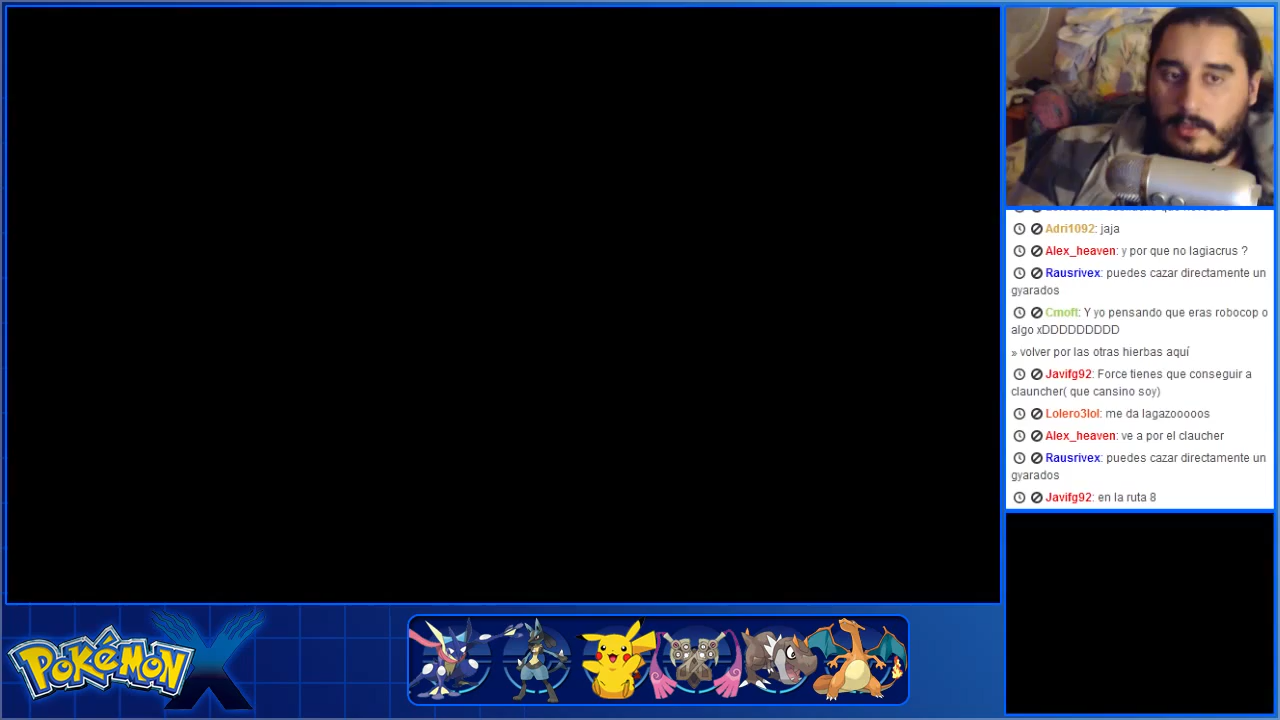 Adri1092: jaja
Alex_heaven: y por que no lagiacrus ?
Rausrivex: puedes cazar directamente un
gyarados
Cmoft: Y yo pensando que eras robocop o
algo xDDDDDDDDD
» volver por las otras hierbas aquí
Javifg92: Force tienes que conseguir a
clauncher( que cansino soy)
Lolero3lol: me da lagazooooos
Alex_heaven: ve a por el claucher
Rausrivex: puedes cazar directamente un
gyarados
Javifg92: en la ruta 8
POKéMON X